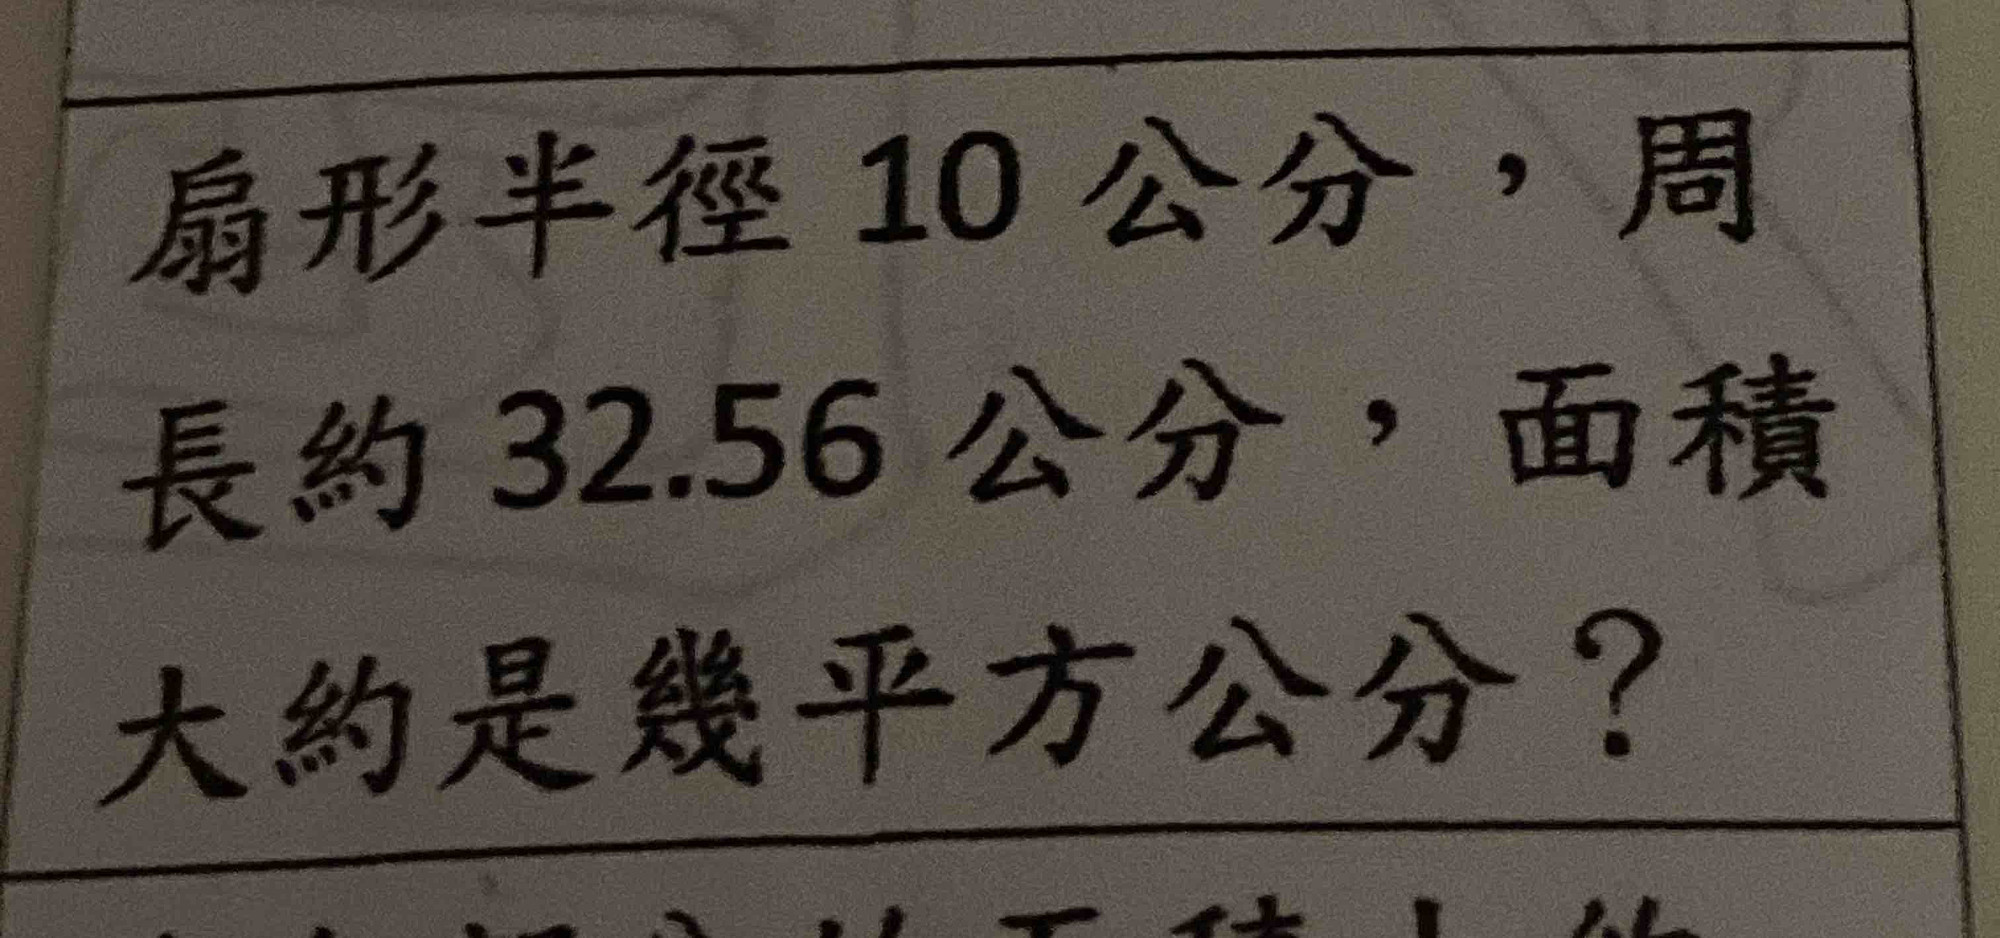 扇形半徑 10 公分，周
長約 32.56 公分，面積
大約是幾平方公分？